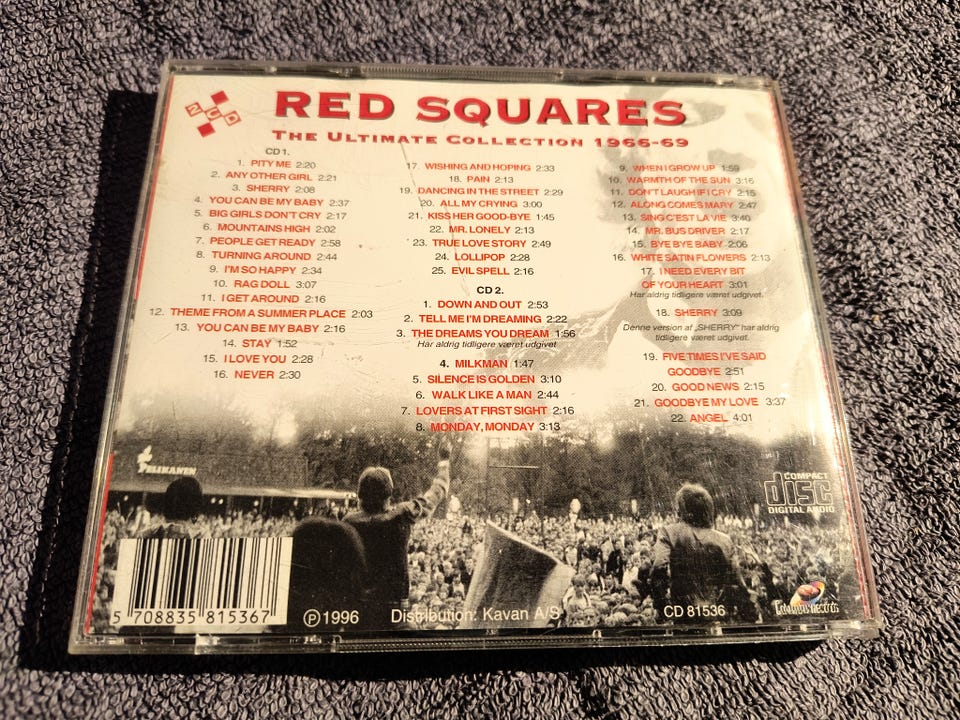 2CD
RED SQUARES
THE ULTIMATE COLLECTION 1966-69
CD 1.
1. PITY ME 2:20
2. ANY OTHER GIRL 2:21
3. SHERRY 2:08
4. YOU CAN BE MY BABY 2:37
5. BIG GIRLS DON'T CRY 2:17
6. MOUNTAINS HIGH 2:02
7. PEOPLE GET READY 2:58
8. TURNING AROUND 2:44
9. I'M SO HAPPY 2:34
10. RAG DOLL 3:07
11. I GET AROUND 2:16
12. THEME FROM A SUMMER PLACE 2:03
13. YOU CAN BE MY BABY 2:16
14. STAY 1:52
15. I LOVE YOU 2:28
16. NEVER 2:30
17. WISHING AND HOPING 2:33
18. PAIN 2:13
19. DANCING IN THE STREET 2:29
20. ALL MY CRYING 3:00
21. KISS HER GOOD-BYE 1:45
22. MR. LONELY 2:13
23. TRUE LOVE STORY 2:49
24. LOLLIPOP 2:28
25. EVIL SPELL 2:16
CD 2.
1. DOWN AND OUT 2:53
2. TELL ME I'M DREAMING 2:22
3. THE DREAMS YOU DREAM 1:56
Har aldrig tidligere været udgivet
4. MILKMAN 1:47
5. SILENCE IS GOLDEN 3:10
6. WALK LIKE A MAN 2:44
7. LOVERS AT FIRST SIGHT 2:16
8. MONDAY, MONDAY 3:13
9. WHEN I GROW UP 1:59
10. WARMTH OF THE SUN 3:16
11. DON'T LAUGH IF I CRY 2:15
12. ALONG COMES MARY 2:47
13. SING C'EST LA VIE 3:40
14. MR. BUS DRIVER 2:17
15. BYE BYE BABY 2:06
16. WHITE SATIN FLOWERS 2:13
17. I NEED EVERY BIT
OF YOUR HEART 3:01
Har aldrig tidligere været udgivet.
18. SHERRY 3:09
Denne version af „SHERRY" har aldrig
tidligere været udgivet.
19. FIVE TIMES I'VE SAID
GOODBYE 2:51
20. GOOD NEWS 2:15
21. GOODBYE MY LOVE 3:37
22. ANGEL 4:01
COMPACT
disc
DIGITAL AUDIO
5 708835 815367
Ⓟ1996
Distribution: Kavan A/S
CD 81536